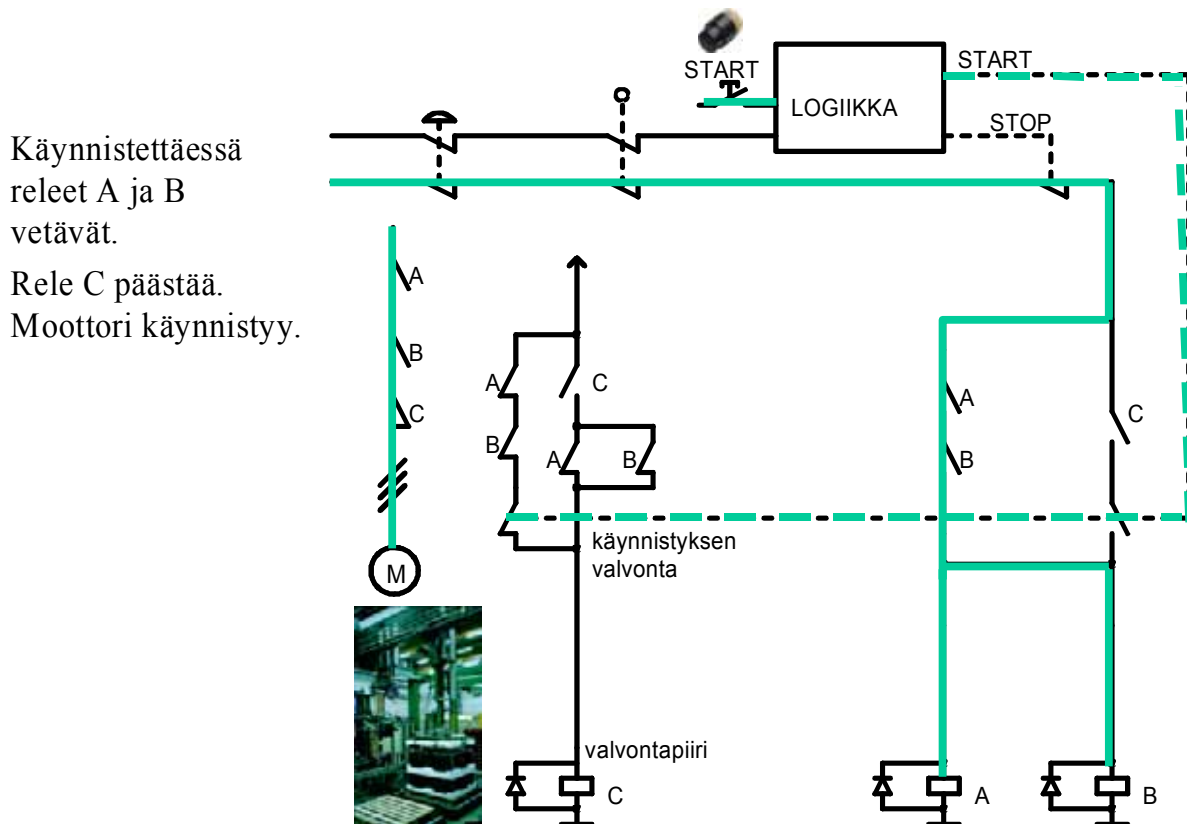 Käynnistettäessä
releet A ja B
vetävät.
Rele C päästää.
Moottori käynnistyy.
START
LOGIIKKA
START
STOP
A
B
C
M
A
B
C
A
B
käynnistyksen
valvonta
valvontapiiri
C
A
B
C
A
B